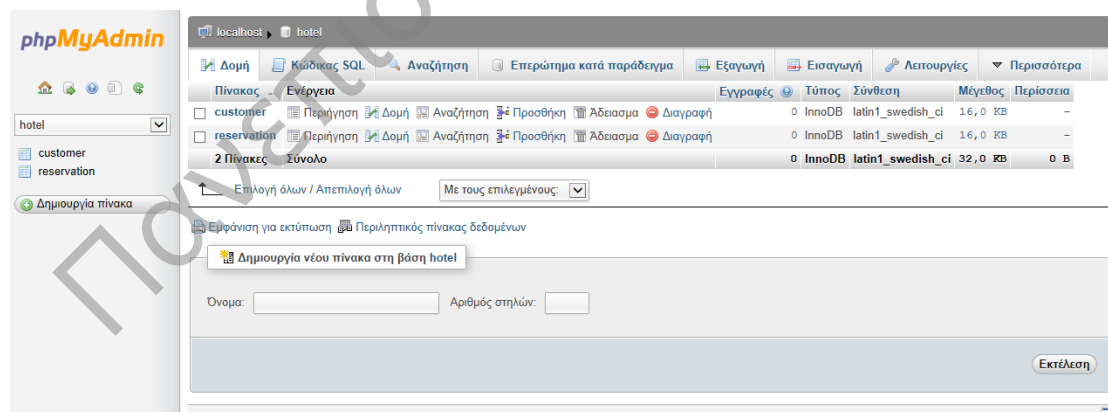 phpMyAdmin
hotel
customer
reservation
Δημιουργία πίνακα
localhost hotel
Δομή Κώδικας SQL Αναζήτηση Επερώτημα κατά παράδειγμα Εξαγωγή Εισαγωγή Λειτουργίες Περισσότερα
Πίνακας Ενέργεια Εγγραφές Τύπος Σύνθεση Μέγεθος Περίσσεια
customer Περιήγηση Δομή Αναζήτηση Προσθήκη Άδειασμα Διαγραφή 0 InnoDB latin1_swedish_ci 16,0 KB -
reservation Περιήγηση Δομή Αναζήτηση Προσθήκη Άδειασμα Διαγραφή 0 InnoDB latin1_swedish_ci 16,0 KB -
2 Πίνακες Σύνολο 0 InnoDB latin1_swedish_ci 32,0 KB 0 B
Επιλογή όλων / Απεπιλογή όλων Με τους επιλεγμένους:
Εμφάνιση για εκτύπωση Περιληπτικός πίνακας δεδομένων
Δημιουργία νέου πίνακα στη βάση hotel
Όνομα: Αριθμός στηλών:
Εκτέλεση